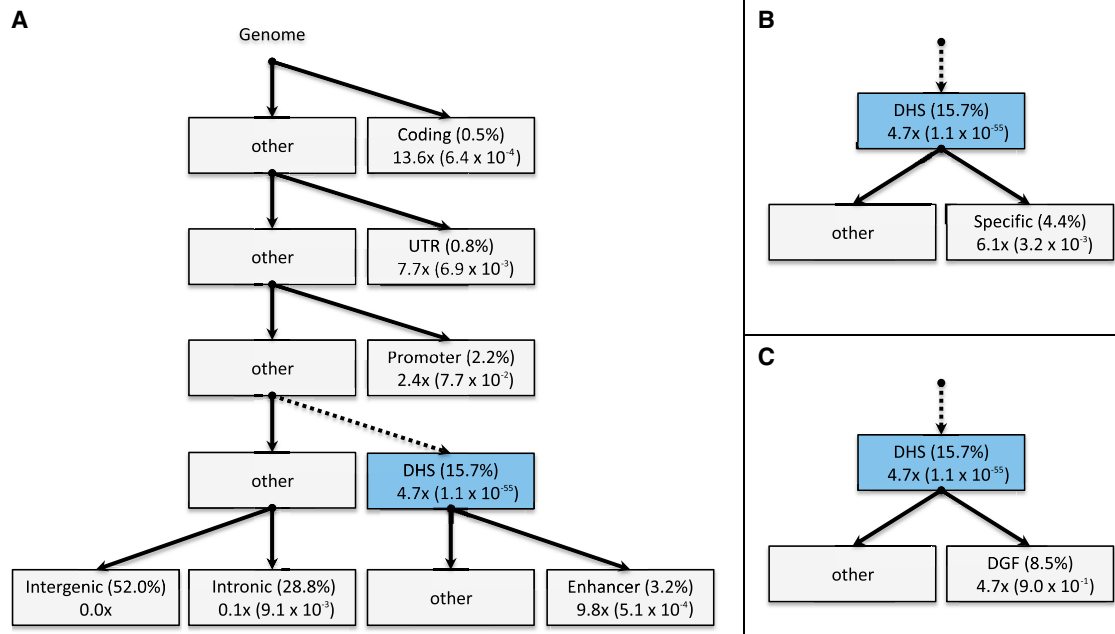 A
Genome
other
Coding (0.5%)
13.6x (6.4 x 10⁻⁴)
other
UTR (0.8%)
7.7x (6.9 x 10⁻³)
other
Promoter (2.2%)
2.4x (7.7 x 10⁻²)
other
DHS (15.7%)
4.7x (1.1 x 10⁻⁵⁵)
Intergenic (52.0%)
0.0x
Intronic (28.8%)
0.1x (9.1 x 10⁻³)
other
Enhancer (3.2%)
9.8x (5.1 x 10⁻⁴)
B
DHS (15.7%)
4.7x (1.1 x 10⁻⁵⁵)
other
Specific (4.4%)
6.1x (3.2 x 10⁻³)
C
DHS (15.7%)
4.7x (1.1 x 10⁻⁵⁵)
other
DGF (8.5%)
4.7x (9.0 x 10⁻¹)